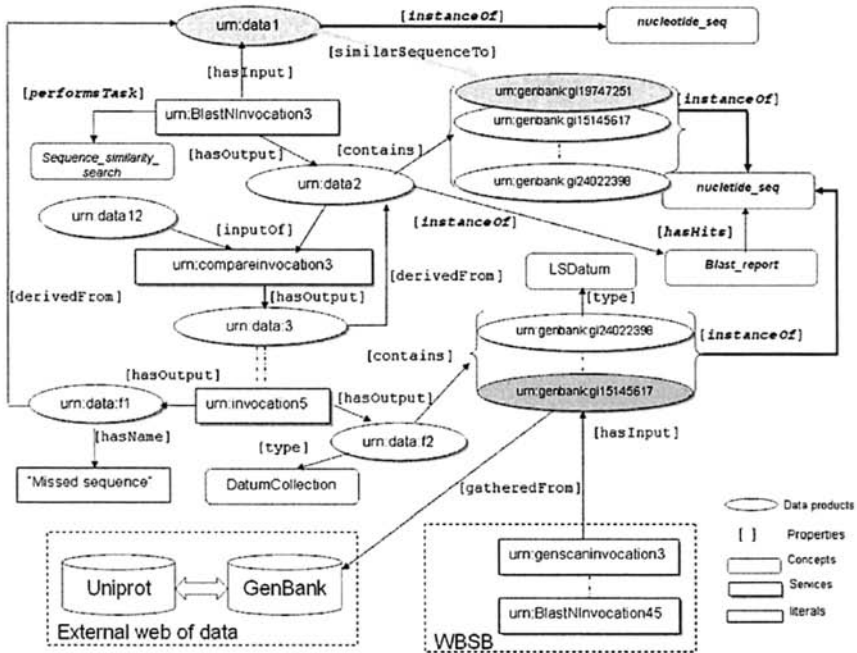 urn:data1
[instanceOf]
nucleotide_seq
[similarSequenceTo]
[hasInput]
[performsTask]
urn:genbank:gi19747251
[instanceOf]
urn:BlastNInvocation3
urn:genbank:gi15145617
[hasOutput]
[contains]
Sequence_similarity_
search
urn:data2
urn:genbank:gi24022398
nucletide_seq
urn:data12
[inputOf]
[instanceOf]
[hasHits]
urn:compareinvocation3
LSDatum
Blast_report
[derivedFrom]
[hasOutput]
[derivedFrom]
[type]
urn:data:3
urn:genbank:gi24022398
[instanceOf]
[contains]
[hasOutput]
urn:data:f1
urn:invocation5
[hasOutput]
urn:genbank:gi15145617
[hasName]
urn:data:f2
[hasInput]
[type]
"Missed sequence"
DatumCollection
[gatheredFrom]
Data products
[ ] Properties
Concepts
Services
literals
urn:genscaninvocation3
Uniprot
GenBank
urn:BlastNInvocation45
External web of data
WBSB